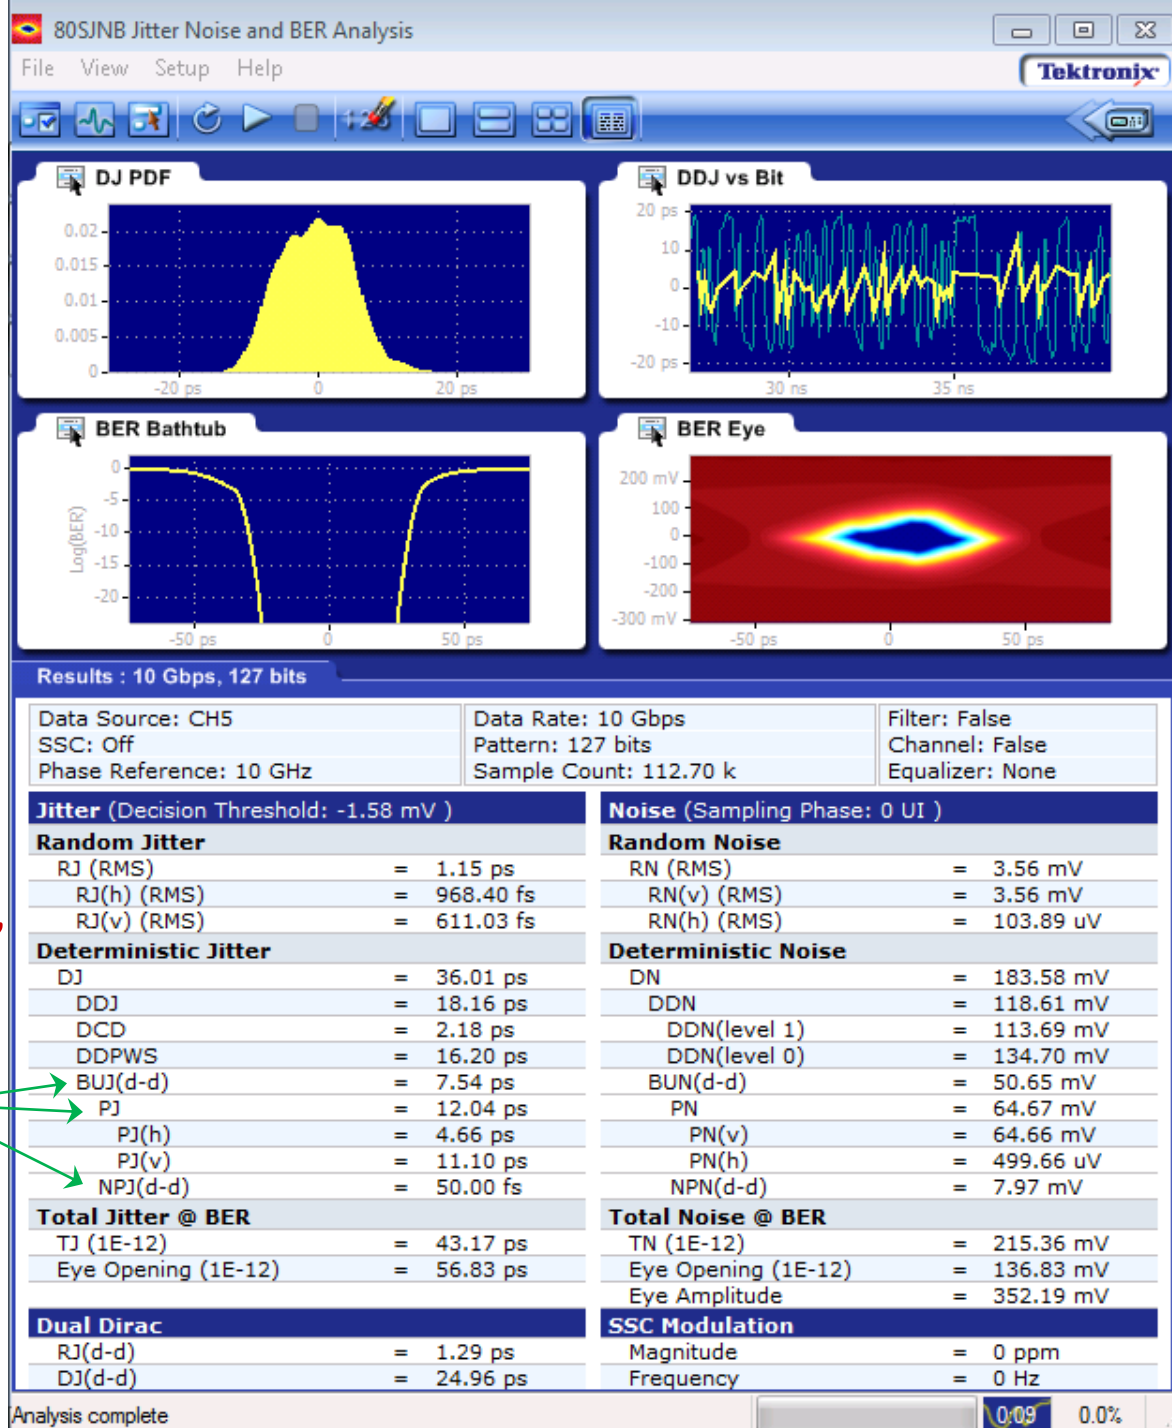 80SJNB Jitter Noise and BER Analysis
File View Setup Help
Tektronix
DJ PDF
0.02
0.015
0.01
0.005
0
-20 ps 0 20 ps
DDJ vs Bit
20 ps
10
0
-10
-20 ps
30 ns 35 ns
BER Bathtub
Log(BER)
0
-5
-10
-15
-20
-50 ps 0 50 ps
BER Eye
200 mV
100
0
-100
-200
-300 mV
-50 ps 0 50 ps
Results : 10 Gbps, 127 bits
Data Source: CH5 Data Rate: 10 Gbps Filter: False
SSC: Off Pattern: 127 bits Channel: False
Phase Reference: 10 GHz Sample Count: 112.70 k Equalizer: None
Jitter (Decision Threshold: -1.58 mV )
Random Jitter
RJ (RMS) = 1.15 ps
RJ(h) (RMS) = 968.40 fs
RJ(v) (RMS) = 611.03 fs
Deterministic Jitter
DJ = 36.01 ps
DDJ = 18.16 ps
DCD = 2.18 ps
DDPWS = 16.20 ps
BUJ(d-d) = 7.54 ps
PJ = 12.04 ps
PJ(h) = 4.66 ps
PJ(v) = 11.10 ps
NPJ(d-d) = 50.00 fs
Total Jitter @ BER
TJ (1E-12) = 43.17 ps
Eye Opening (1E-12) = 56.83 ps
Dual Dirac
RJ(d-d) = 1.29 ps
DJ(d-d) = 24.96 ps
Noise (Sampling Phase: 0 UI )
Random Noise
RN (RMS) = 3.56 mV
RN(v) (RMS) = 3.56 mV
RN(h) (RMS) = 103.89 uV
Deterministic Noise
DN = 183.58 mV
DDN = 118.61 mV
DDN(level 1) = 113.69 mV
DDN(level 0) = 134.70 mV
BUN(d-d) = 50.65 mV
PN = 64.67 mV
PN(v) = 64.66 mV
PN(h) = 499.66 uV
NPN(d-d) = 7.97 mV
Total Noise @ BER
TN (1E-12) = 215.36 mV
Eye Opening (1E-12) = 136.83 mV
Eye Amplitude = 352.19 mV
SSC Modulation
Magnitude = 0 ppm
Frequency = 0 Hz
Analysis complete
0:09 0.0%